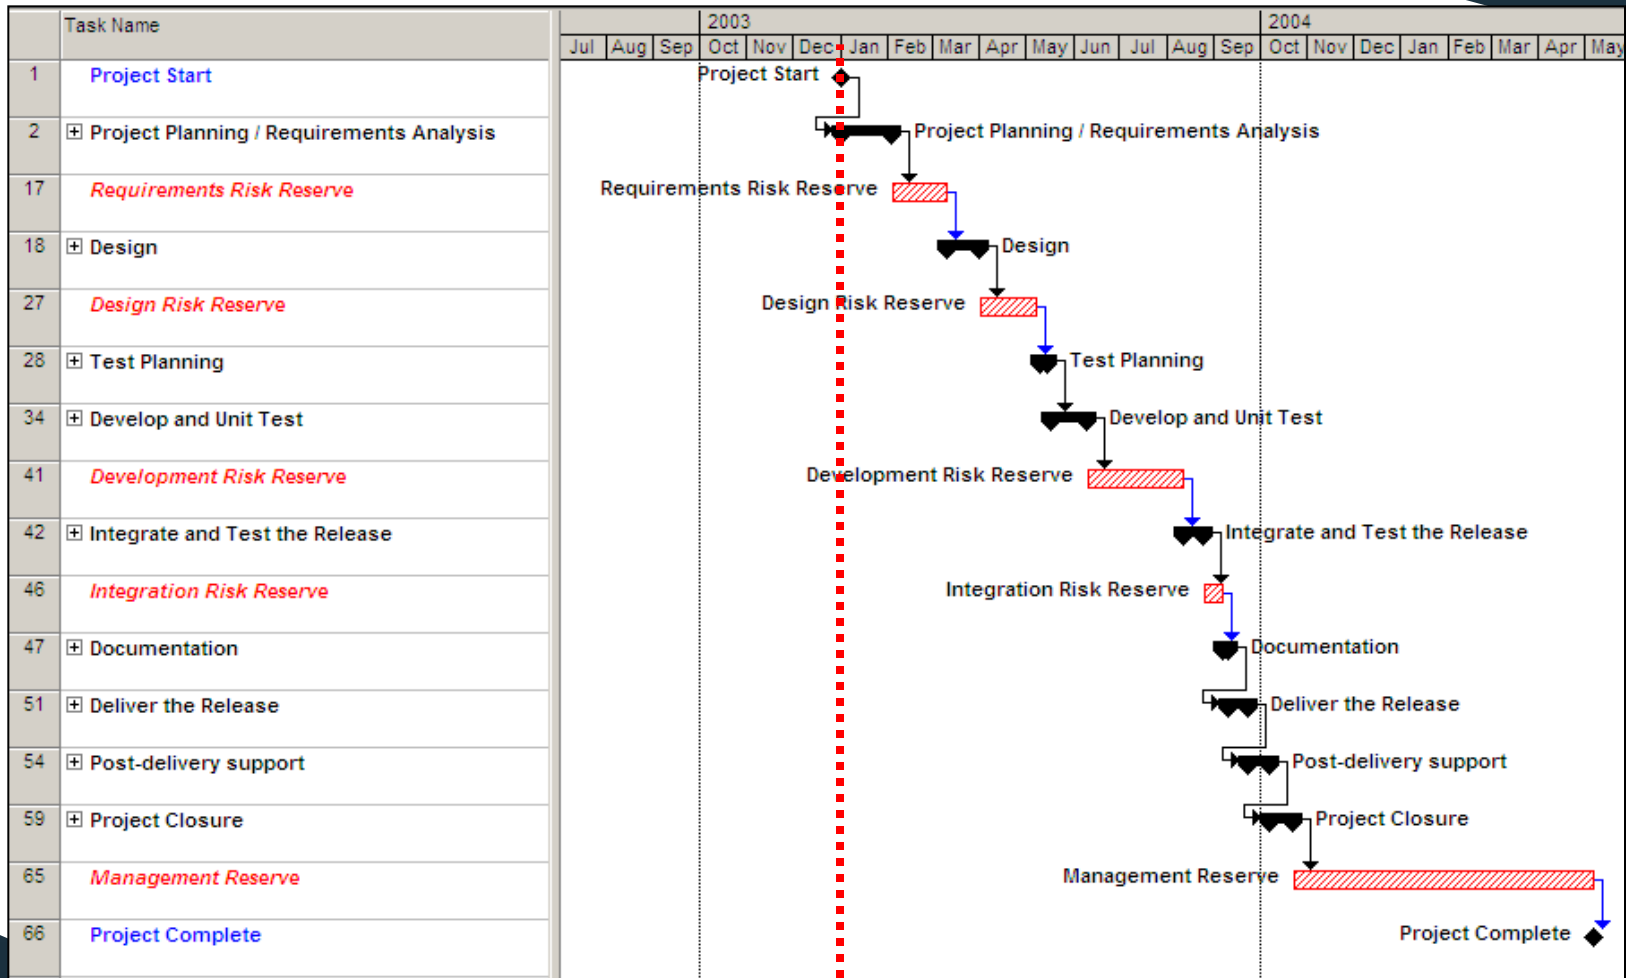 Task Name
2003
2004
Jul Aug Sep Oct Nov Dec Jan Feb Mar Apr May Jun Jul Aug Sep Oct Nov Dec Jan Feb Mar Apr May
1 Project Start Project Start
2 Project Planning / Requirements Analysis Project Planning / Requirements Analysis
17 Requirements Risk Reserve Requirements Risk Reserve
18 Design Design
27 Design Risk Reserve Design Risk Reserve
28 Test Planning Test Planning
34 Develop and Unit Test Develop and Unit Test
41 Development Risk Reserve Development Risk Reserve
42 Integrate and Test the Release Integrate and Test the Release
46 Integration Risk Reserve Integration Risk Reserve
47 Documentation Documentation
51 Deliver the Release Deliver the Release
54 Post-delivery support Post-delivery support
59 Project Closure Project Closure
65 Management Reserve Management Reserve
66 Project Complete Project Complete